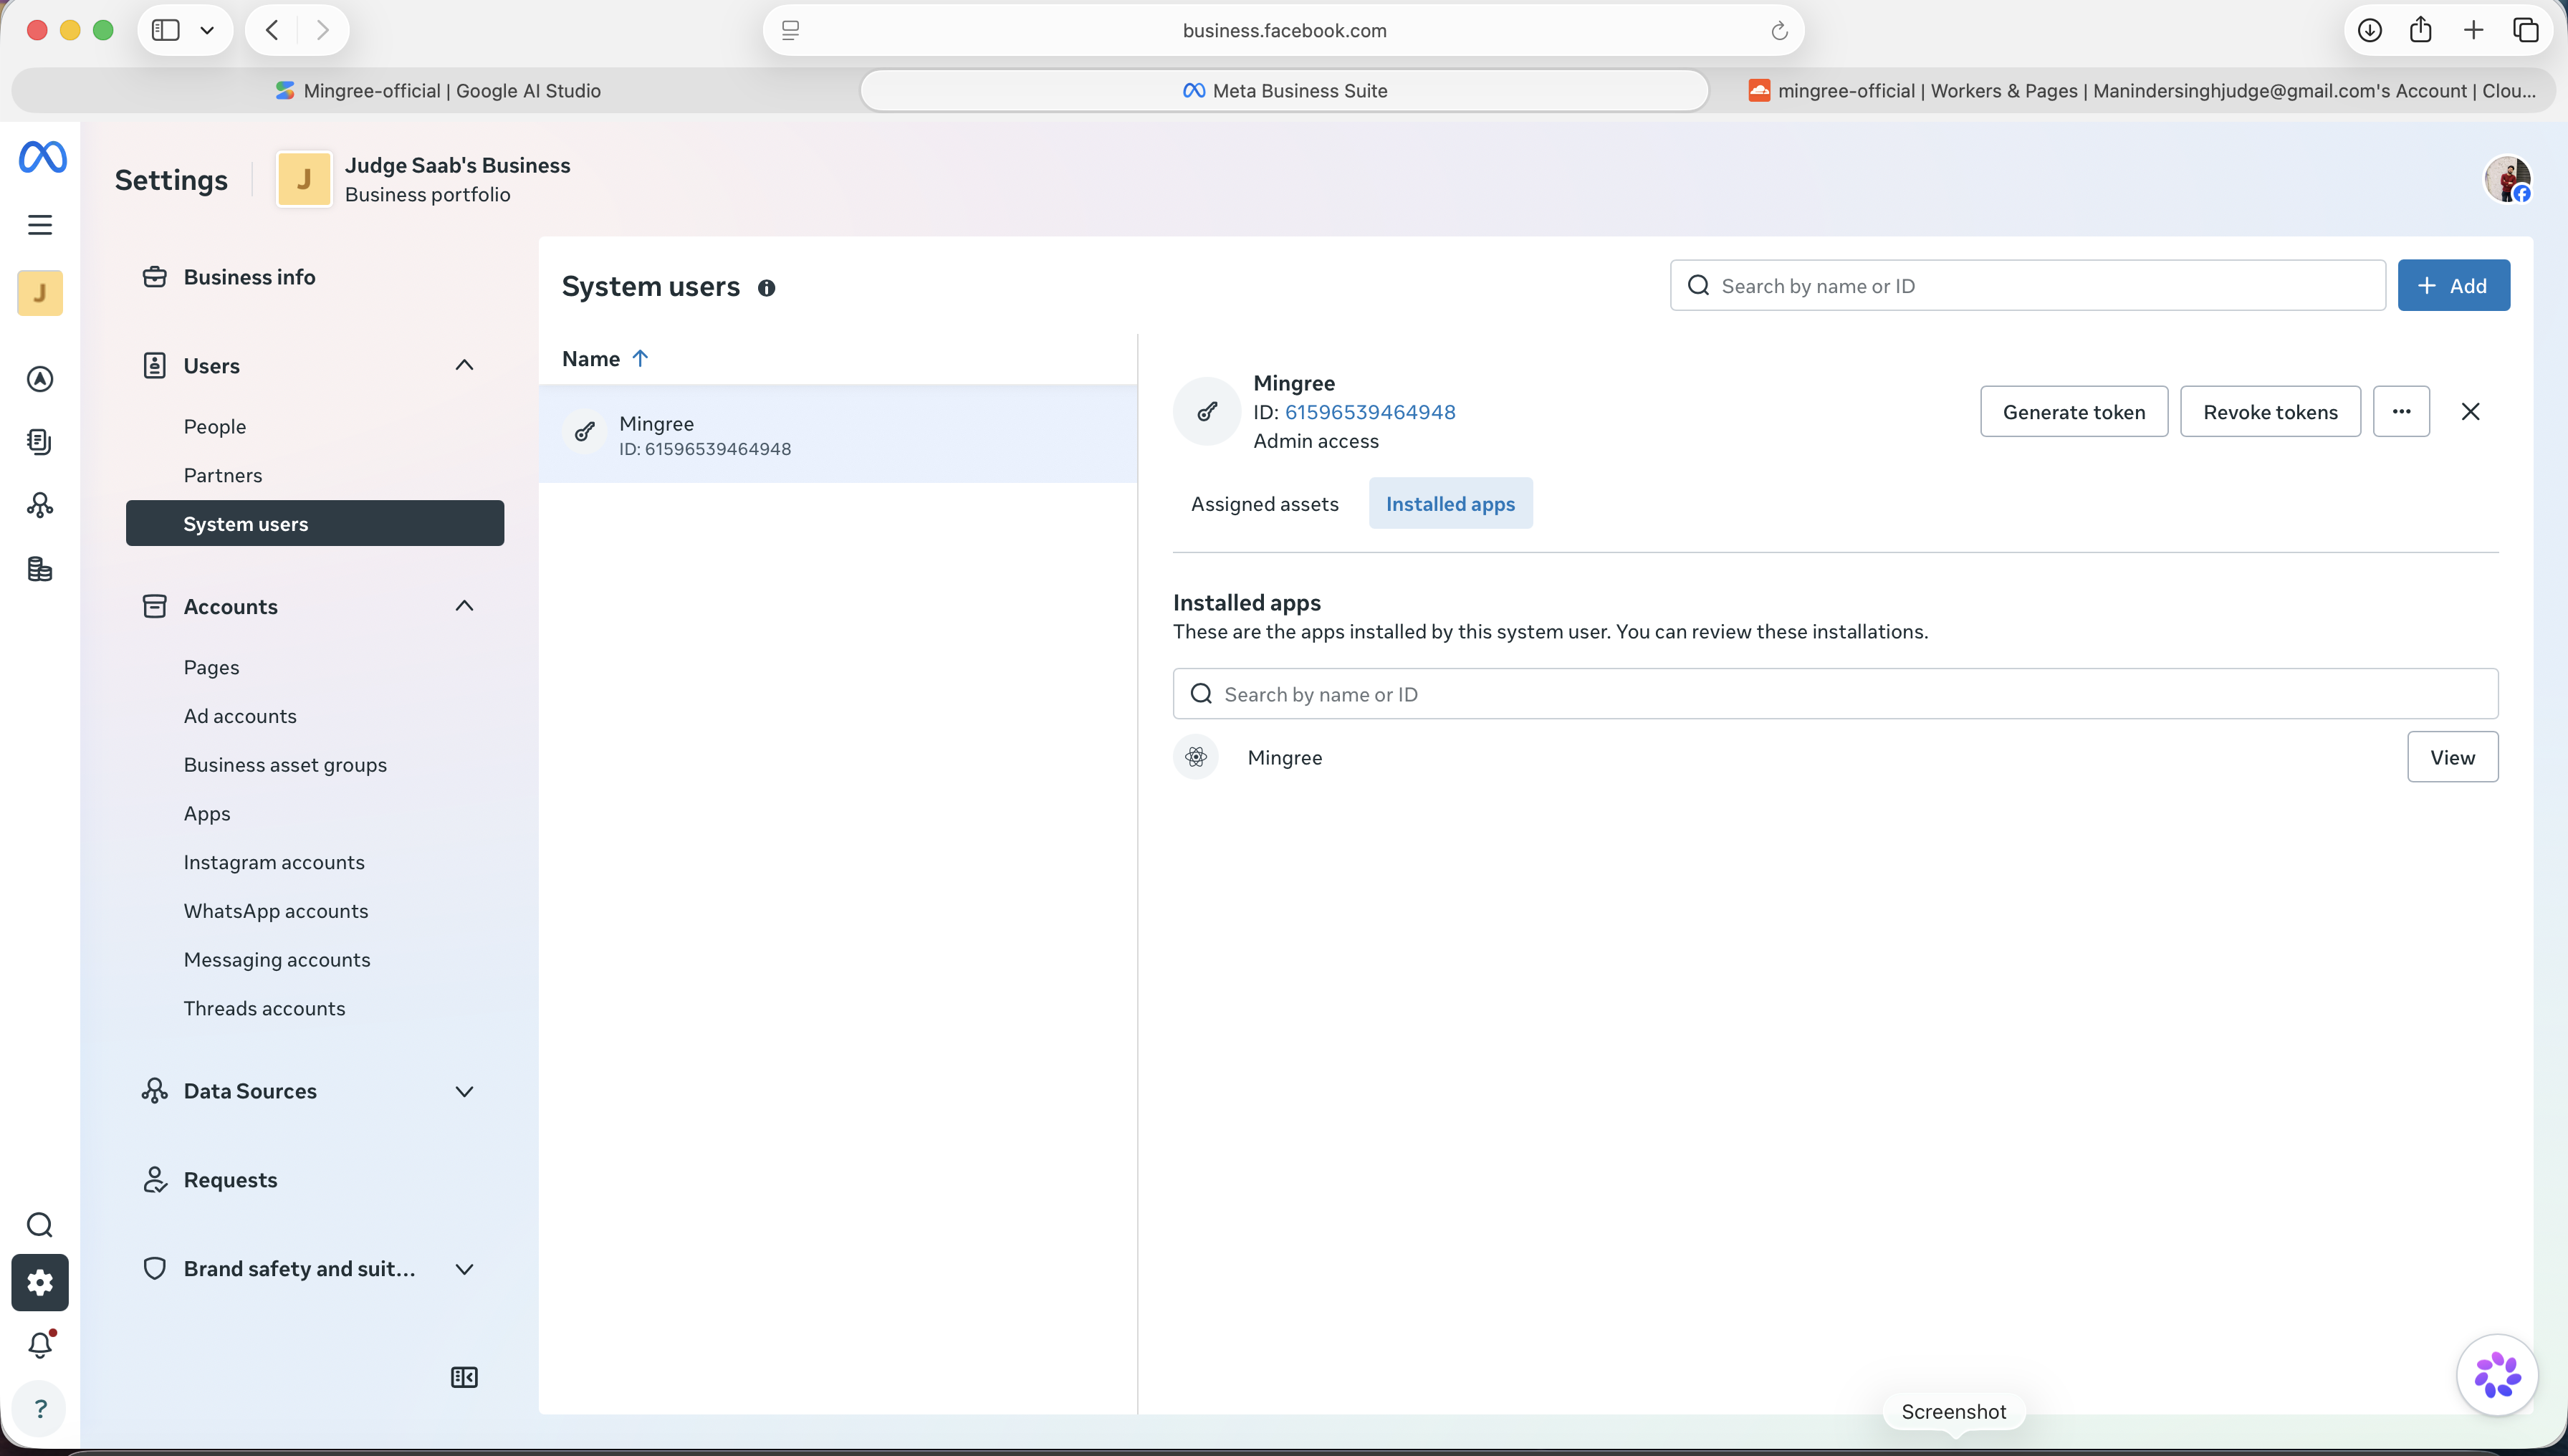 business.facebook.com
Mingree-official | Google AI Studio
Meta Business Suite
mingree-official | Workers & Pages | Manindersinghjudge@gmail.com's Account | Clou...
Settings
J
Judge Saab's Business
Business portfolio
J
Business info
Users
People
Partners
System users
Accounts
Pages
Ad accounts
Business asset groups
Apps
Instagram accounts
WhatsApp accounts
Messaging accounts
Threads accounts
Data Sources
Requests
Brand safety and suit...
?
System users
Search by name or ID
+ Add
Name ↑
Mingree
ID: 61596539464948
Mingree
ID: 61596539464948
Admin access
Generate token
Revoke tokens
...
Assigned assets
Installed apps
Installed apps
These are the apps installed by this system user. You can review these installations.
Search by name or ID
Mingree
View
Screenshot